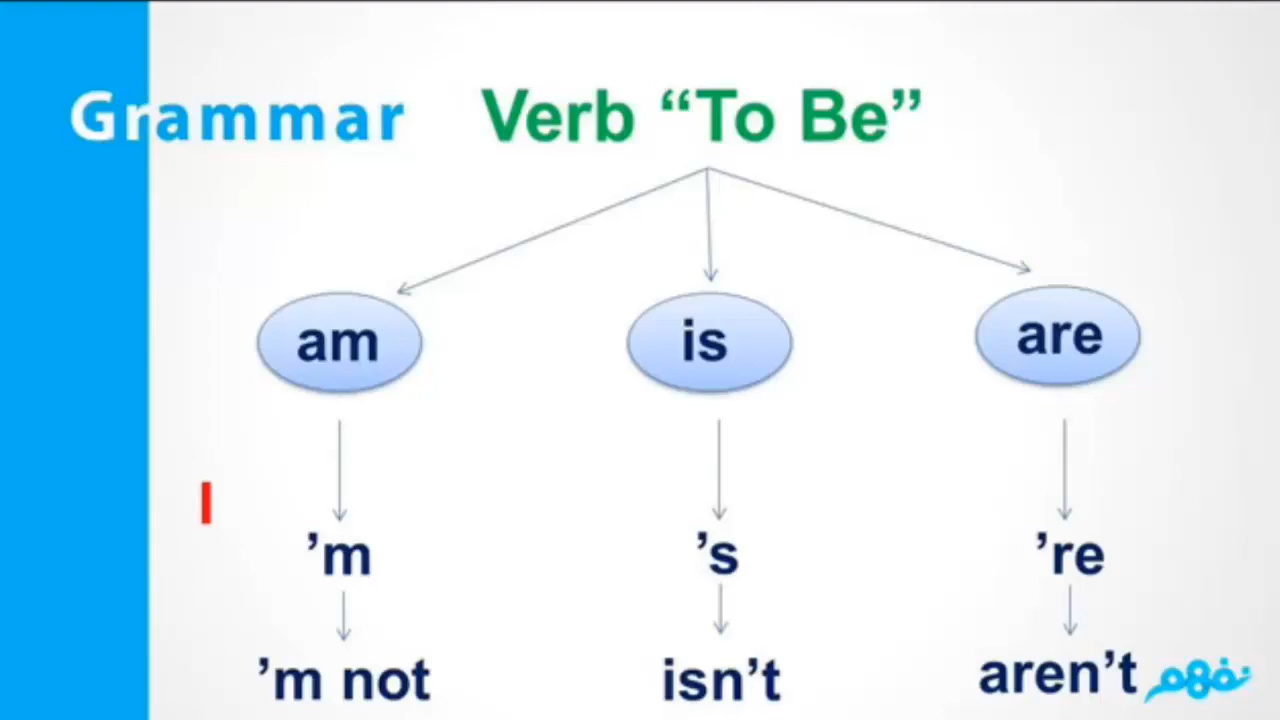 Grammar Verb “To Be”
am is are
I
’m ’s ’re
’m not isn’t aren’t
نفهم